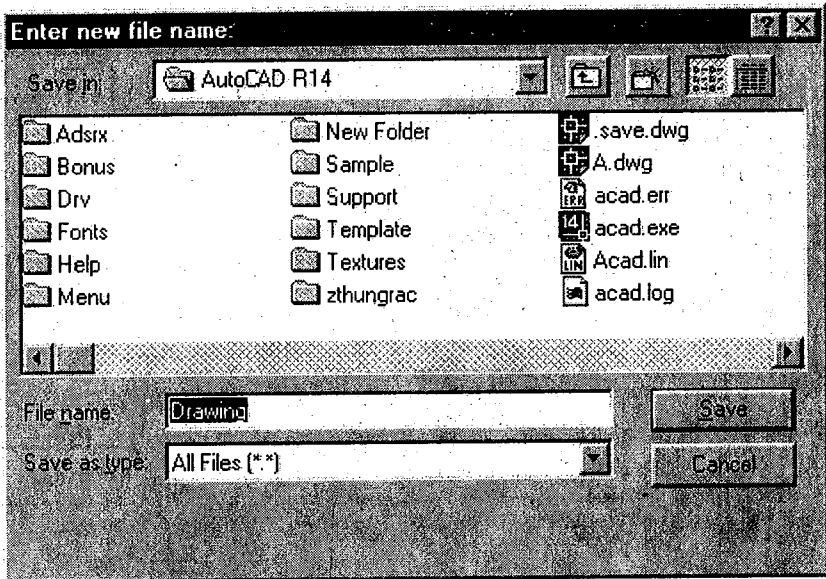 Enter new file name:
Save in: AutoCAD R14
Adsrx New Folder .save.dwg
Bonus Sample A.dwg
Drv Support acad.err
Fonts Template acad.exe
Help Textures Acad.lin
Menu zthungrac acad.log
File name: Drawing Save
Save as type: All Files (*.*) Cancel